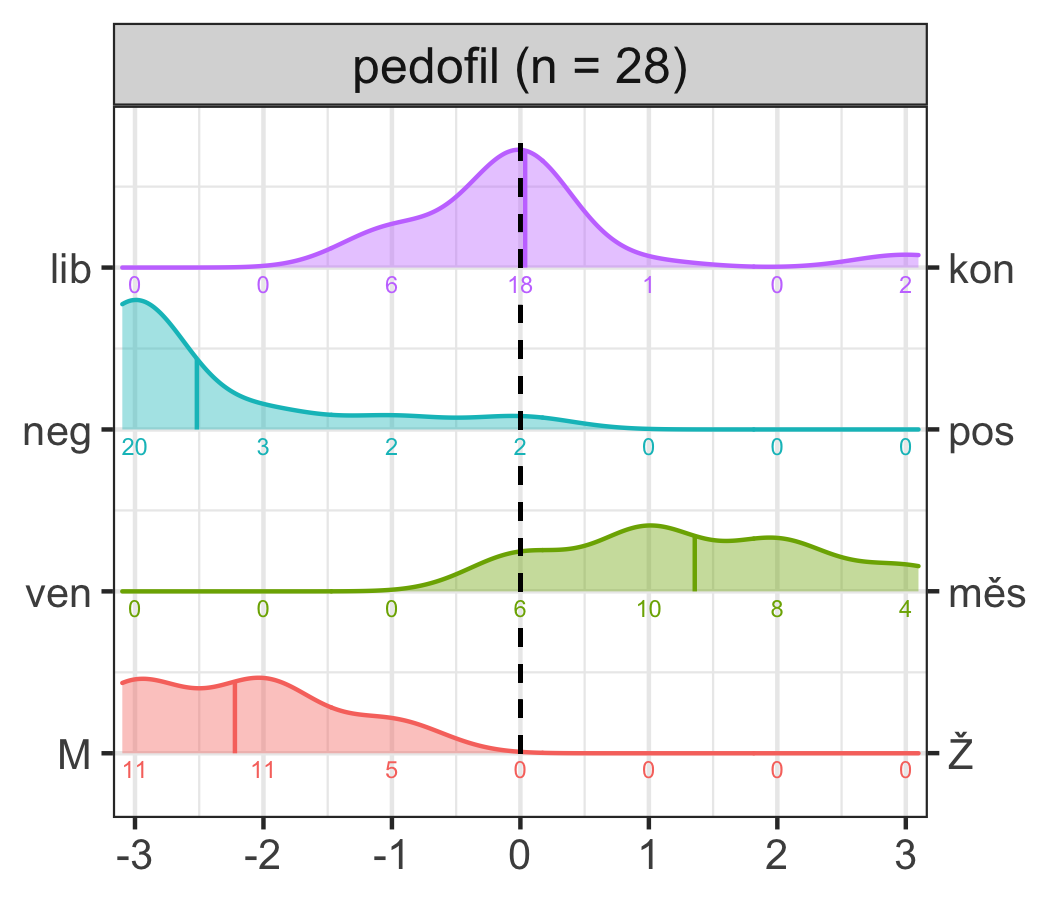 pedofil (n = 28)
lib kon
0 0 6 18 1 0 2
neg pos
20 3 2 2 0 0 0
ven měs
0 0 0 6 10 8 4
M Ž
11 11 5 0 0 0 0
-3 -2 -1 0 1 2 3